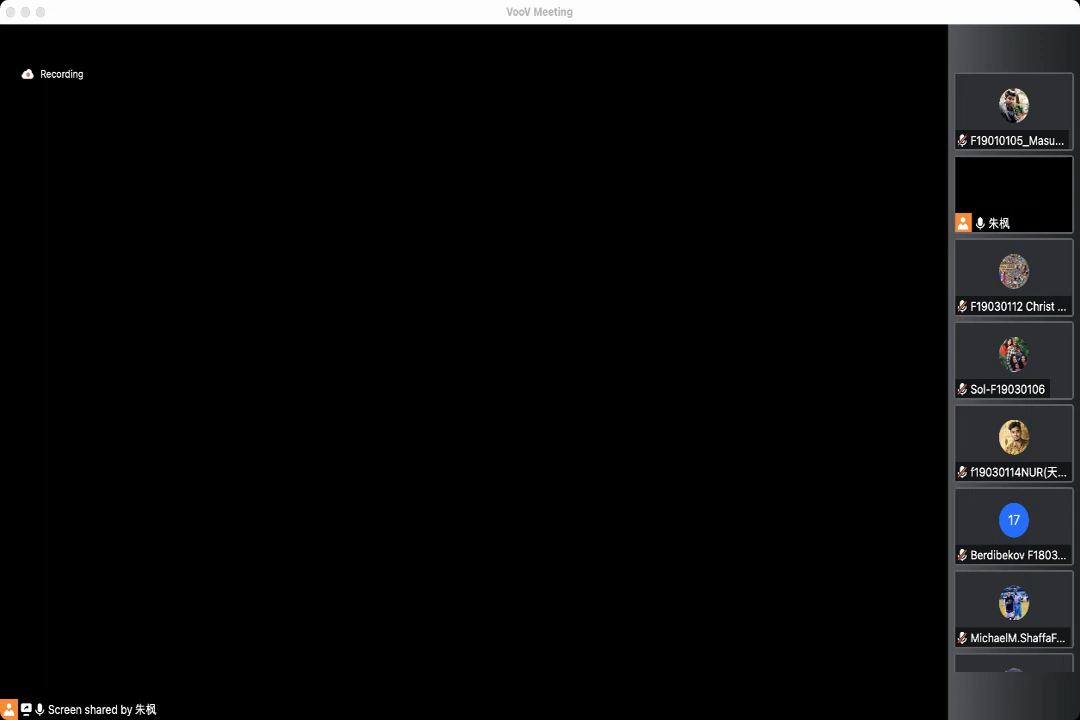 VooV Meeting
Recording
F19010105_Masu...
朱枫
F19030112 Christ ...
Sol-F19030106
f19030114NUR(天...
17
Berdibekov F1803...
MichaelM.ShaffaF...
Screen shared by 朱枫